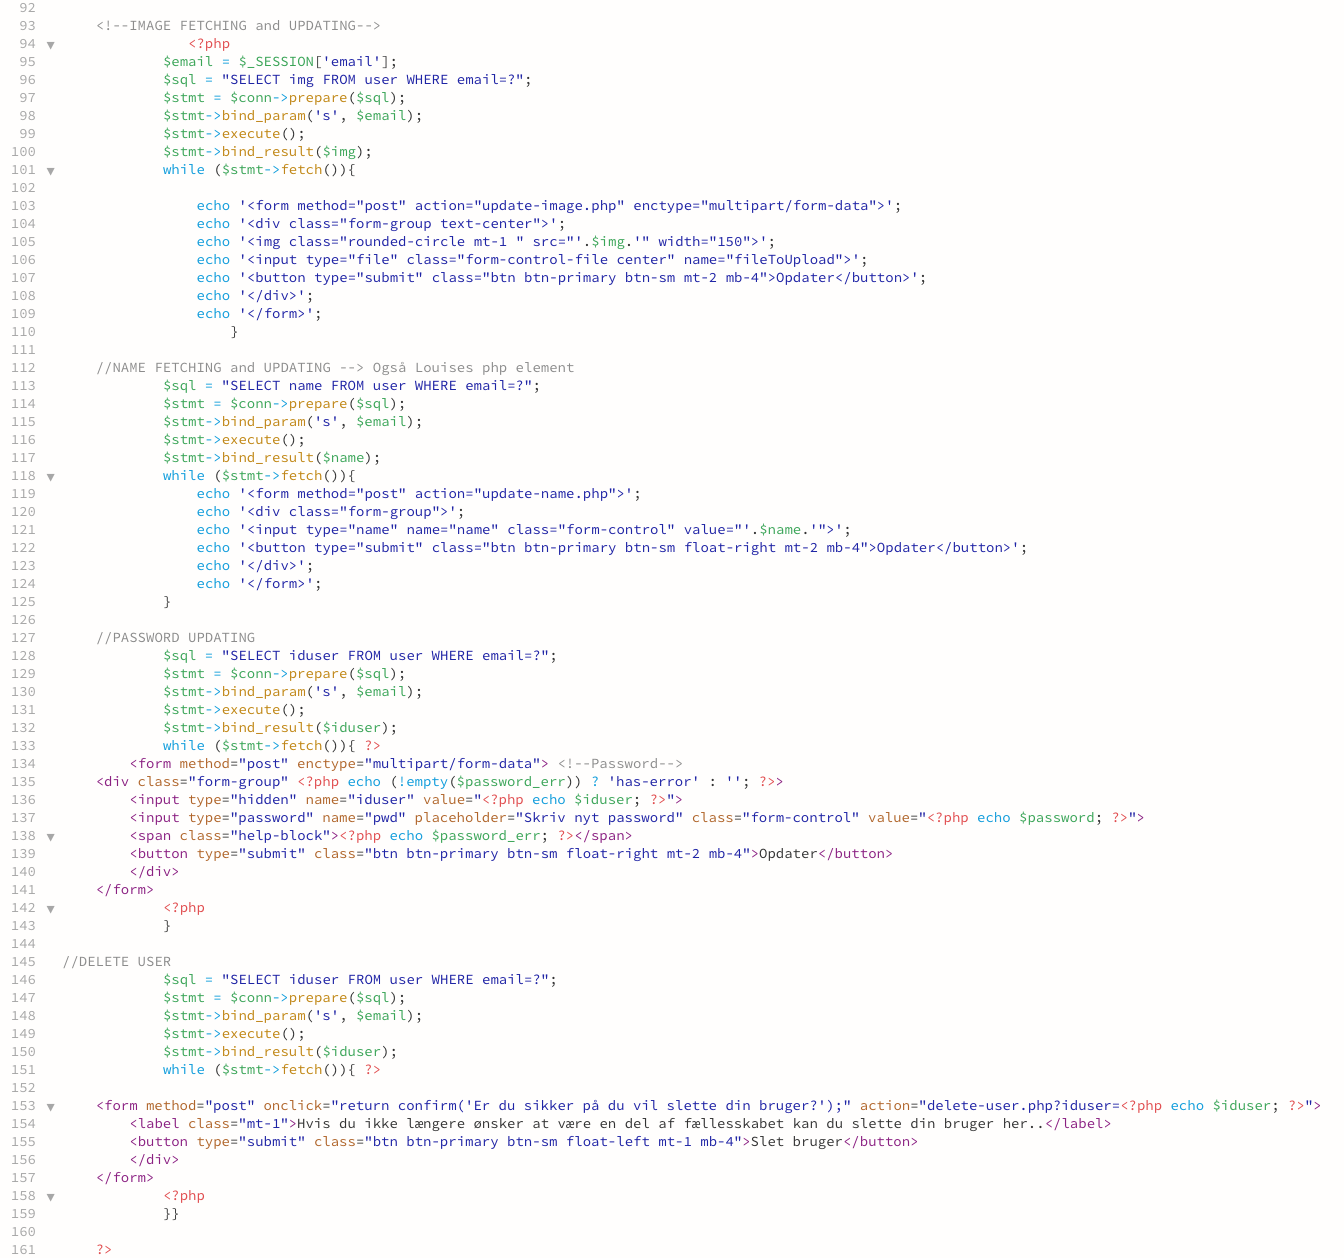 92
93 <!--IMAGE FETCHING and UPDATING-->
94 ▼ <?php
95 $email = $_SESSION['email'];
96 $sql = "SELECT img FROM user WHERE email=?";
97 $stmt = $conn->prepare($sql);
98 $stmt->bind_param('s', $email);
99 $stmt->execute();
100 $stmt->bind_result($img);
101 ▼ while ($stmt->fetch()){
102
103 echo '<form method="post" action="update-image.php" enctype="multipart/form-data">';
104 echo '<div class="form-group text-center">';
105 echo '<img class="rounded-circle mt-1 " src="'.$img.'" width="150">';
106 echo '<input type="file" class="form-control-file center" name="fileToUpload">';
107 echo '<button type="submit" class="btn btn-primary btn-sm mt-2 mb-4">Opdater</button>';
108 echo '</div>';
109 echo '</form>';
110 }
111
112 //NAME FETCHING and UPDATING --> Også Louises php element
113 $sql = "SELECT name FROM user WHERE email=?";
114 $stmt = $conn->prepare($sql);
115 $stmt->bind_param('s', $email);
116 $stmt->execute();
117 $stmt->bind_result($name);
118 ▼ while ($stmt->fetch()){
119 echo '<form method="post" action="update-name.php">';
120 echo '<div class="form-group">';
121 echo '<input type="name" name="name" class="form-control" value="'.$name.'">';
122 echo '<button type="submit" class="btn btn-primary btn-sm float-right mt-2 mb-4">Opdater</button>';
123 echo '</div>';
124 echo '</form>';
125 }
126
127 //PASSWORD UPDATING
128 $sql = "SELECT iduser FROM user WHERE email=?";
129 $stmt = $conn->prepare($sql);
130 $stmt->bind_param('s', $email);
131 $stmt->execute();
132 $stmt->bind_result($iduser);
133 while ($stmt->fetch()){ ?>
134 <form method="post" enctype="multipart/form-data"> <!--Password-->
135 <div class="form-group" <?php echo (!empty($password_err)) ? 'has-error' : ''; ?>>
136 <input type="hidden" name="iduser" value="<?php echo $iduser; ?>">
137 <input type="password" name="pwd" placeholder="Skriv nyt password" class="form-control" value="<?php echo $password; ?>">
138 ▼ <span class="help-block"><?php echo $password_err; ?></span>
139 <button type="submit" class="btn btn-primary btn-sm float-right mt-2 mb-4">Opdater</button>
140 </div>
141 </form>
142 ▼ <?php
143 }
144
145 //DELETE USER
146 $sql = "SELECT iduser FROM user WHERE email=?";
147 $stmt = $conn->prepare($sql);
148 $stmt->bind_param('s', $email);
149 $stmt->execute();
150 $stmt->bind_result($iduser);
151 while ($stmt->fetch()){ ?>
152
153 ▼ <form method="post" onclick="return confirm('Er du sikker på du vil slette din bruger?');" action="delete-user.php?iduser=<?php echo $iduser; ?>">
154 <label class="mt-1">Hvis du ikke længere ønsker at være en del af fællesskabet kan du slette din bruger her..</label>
155 <button type="submit" class="btn btn-primary btn-sm float-left mt-1 mb-4">Slet bruger</button>
156 </div>
157 </form>
158 ▼ <?php
159 }}
160
161 ?>